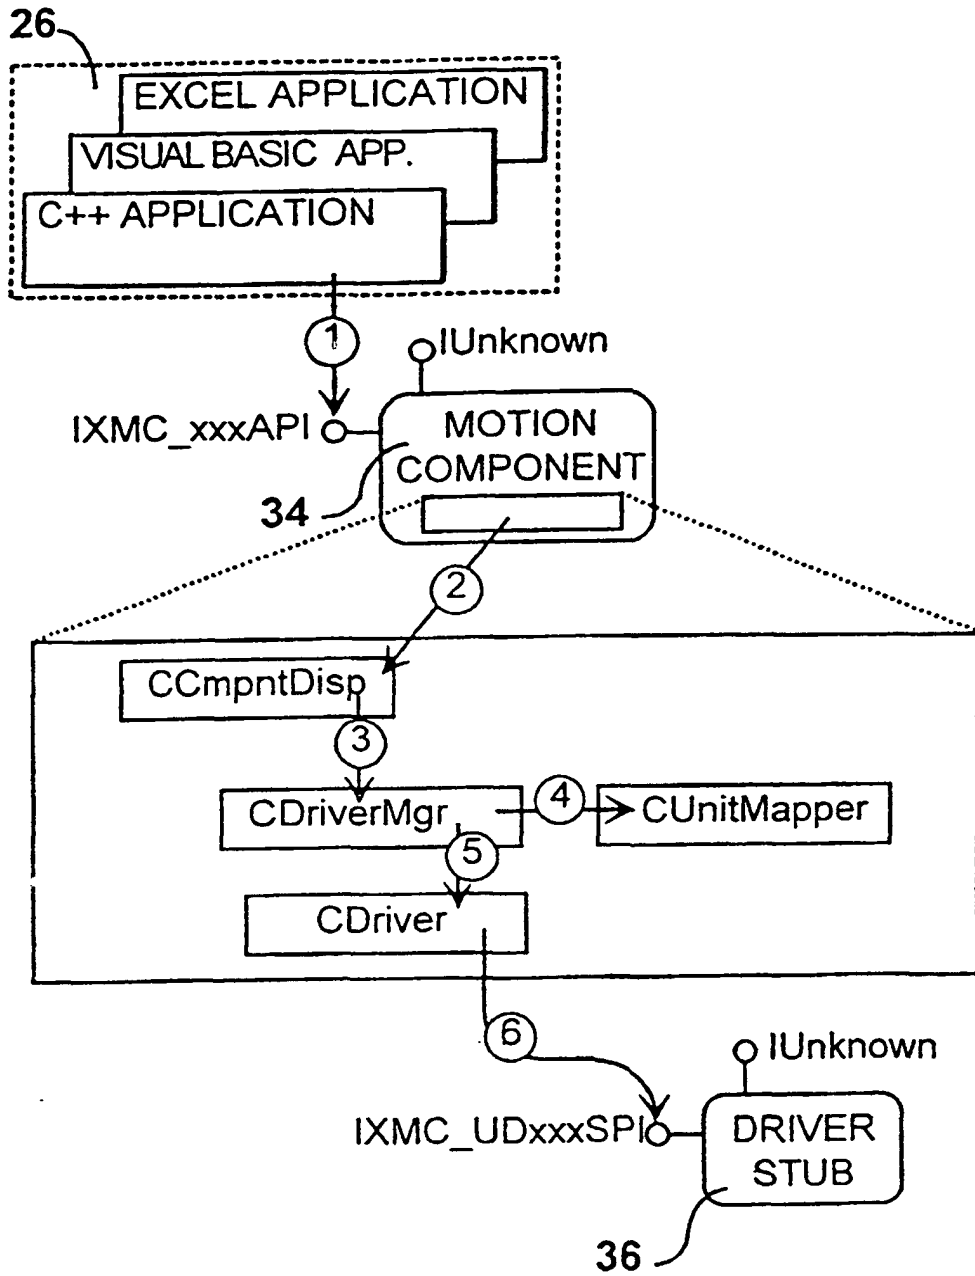 26
EXCEL APPLICATION
VISUAL BASIC APP.
C++ APPLICATION
1
IUnknown
IXMC_xxxAPI
MOTION
COMPONENT
34
2
CCmpntDisp
3
CDriverMgr
4
CUnitMapper
5
CDriver
6
IUnknown
IXMC_UDxxxSPI
DRIVER
STUB
36